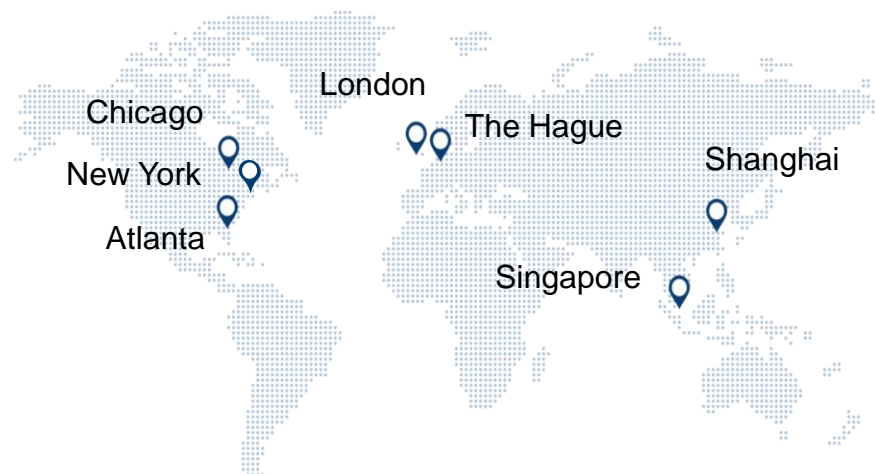 London
Chicago
The Hague
Shanghai
New York
Atlanta
Singapore